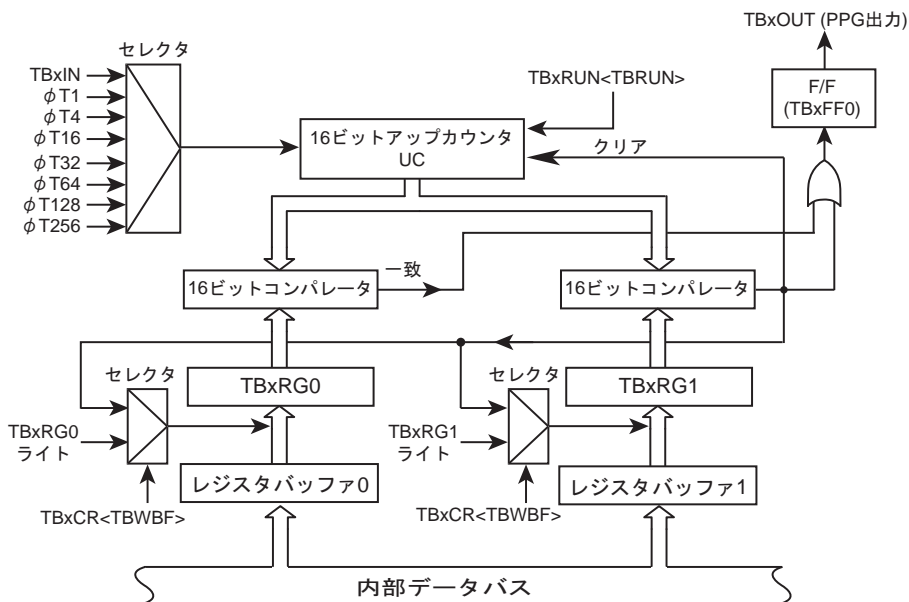 TBxOUT (PPG出力)
セレクタ
TBxIN
φT1
φT4
φT16
φT32
φT64
φT128
φT256
TBxRUN<TBRUN>
F/F
(TBxFF0)
16ビットアップカウンタ
UC
クリア
一致
16ビットコンパレータ
16ビットコンパレータ
セレクタ
TBxRG0
セレクタ
TBxRG1
TBxRG0
ライト
TBxRG1
ライト
レジスタバッファ0
レジスタバッファ1
TBxCR<TBWBF>
TBxCR<TBWBF>
内部データバス